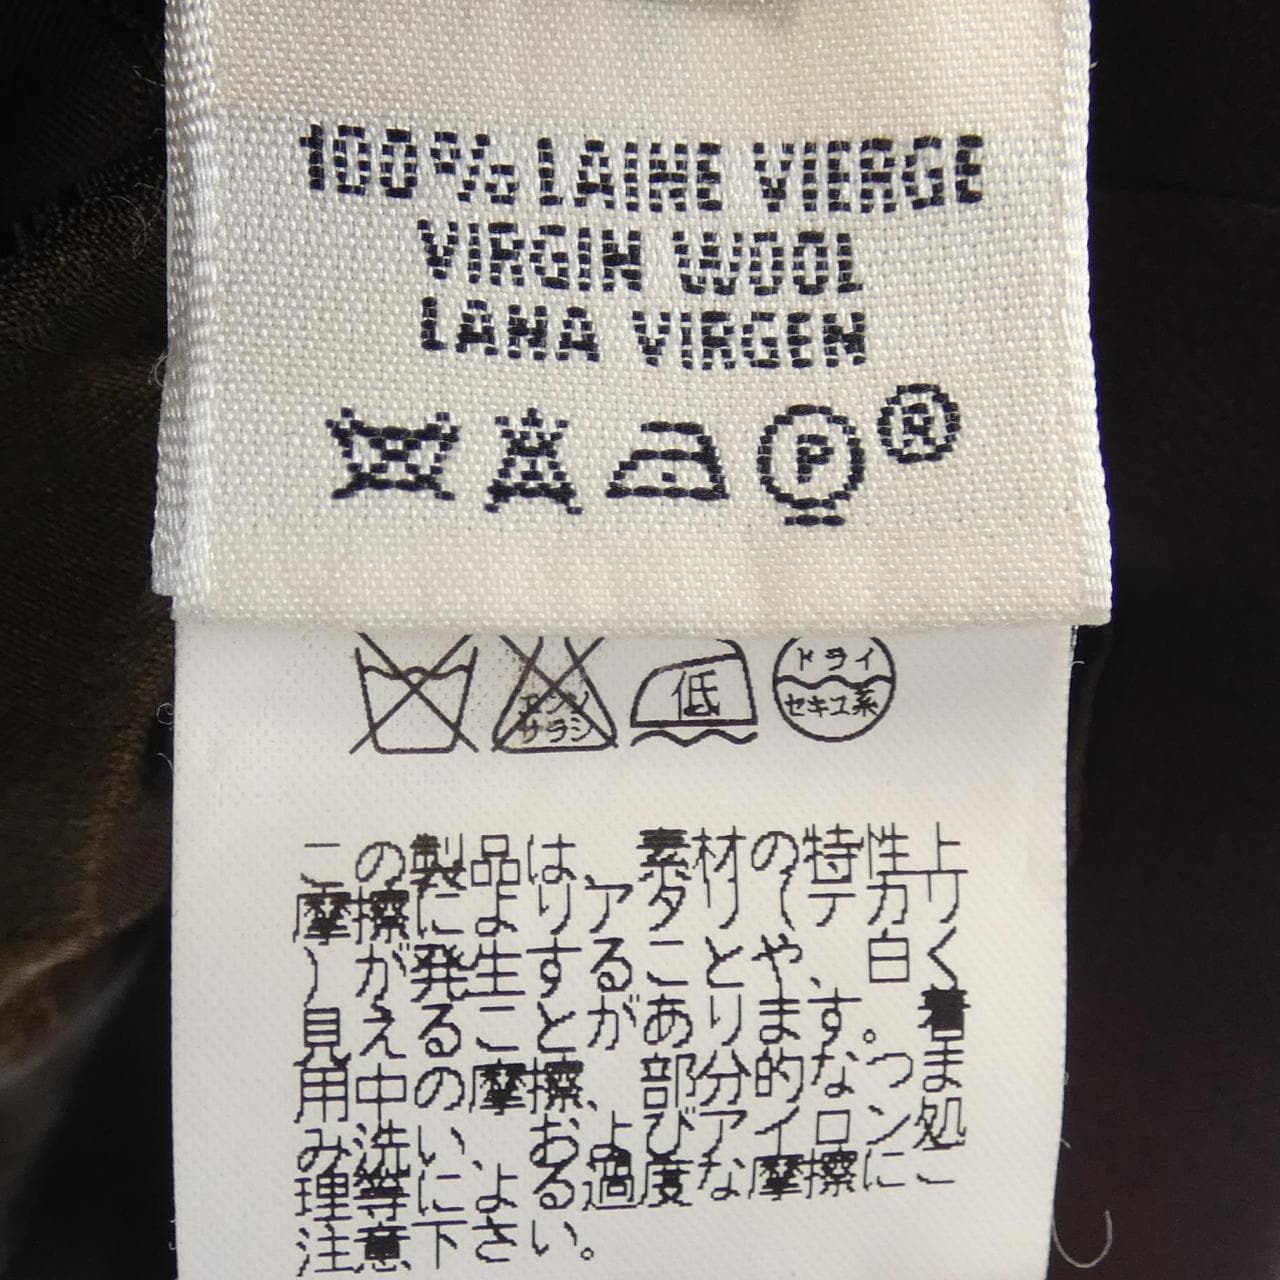 100% LAINE VIERGE
VIRGIN WOOL
LANA VIRGEN
P ®
エンソ サラシ 低 ドライ セキユ系
この製品は、素材の特性上
摩擦によりアタリ(テカリ
)が発生することや、白く
見えることがあります。着
用中の摩擦、部分的なつま
み洗い、およびアイロン処
理等による過度な摩擦にご
注意下さい。